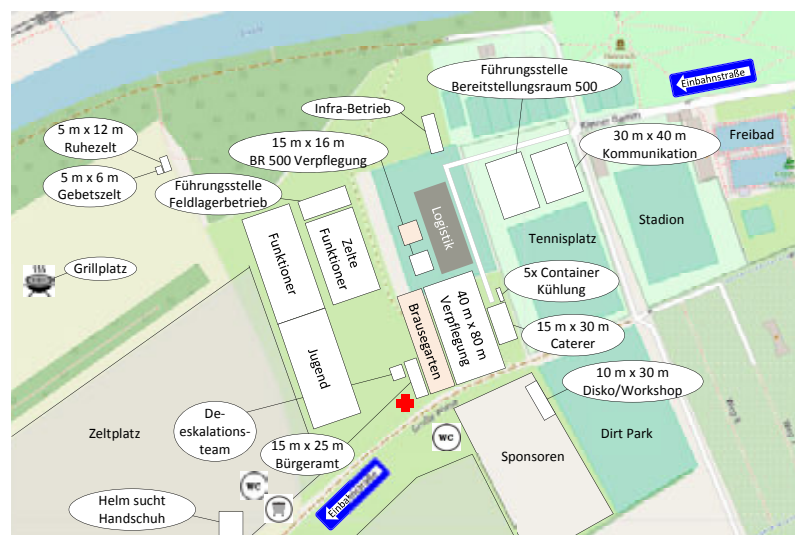 Führungsstelle
Bereitstellungsraum 500
Einbahnstraße
Infra-Betrieb
5 m x 12 m
Ruhezelt
15 m x 16 m
BR 500 Verpflegung
30 m x 40 m
Kommunikation
Freibad
5 m x 6 m
Gebetszelt
Führungsstelle
Feldlagerbetrieb
Logistik
Stadion
Funktioner
Zelte
Funktioner
Tennisplatz
Grillplatz
5x Container
Kühlung
40 m x 80 m
Verpflegung
Brausegarten
15 m x 30 m
Caterer
Jugend
10 m x 30 m
Disko/Workshop
De-
eskalations-
team
Zeltplatz
15 m x 25 m
Bürgeramt
WC
Sponsoren
Dirt Park
WC
Einbahnstraße
Helm sucht
Handschuh